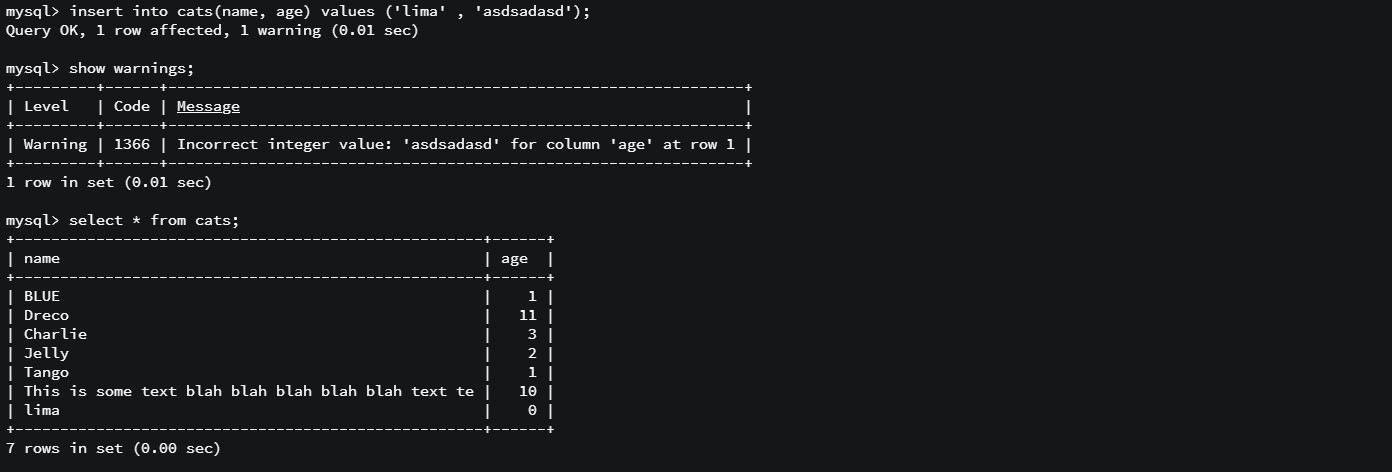 mysql> insert into cats(name, age) values ('lima' , 'asdsadasd');
Query OK, 1 row affected, 1 warning (0.01 sec)
mysql> show warnings;
+---------+------+----------------------------------------------------------------+
| Level   | Code | Message                                                        |
+---------+------+----------------------------------------------------------------+
| Warning | 1366 | Incorrect integer value: 'asdsadasd' for column 'age' at row 1 |
+---------+------+----------------------------------------------------------------+
1 row in set (0.01 sec)
mysql> select * from cats;
+----------------------------------------------------+------+
| name                                               | age  |
+----------------------------------------------------+------+
| BLUE                                               |    1 |
| Dreco                                              |   11 |
| Charlie                                            |    3 |
| Jelly                                              |    2 |
| Tango                                              |    1 |
| This is some text blah blah blah blah blah text te |   10 |
| lima                                               |    0 |
+----------------------------------------------------+------+
7 rows in set (0.00 sec)